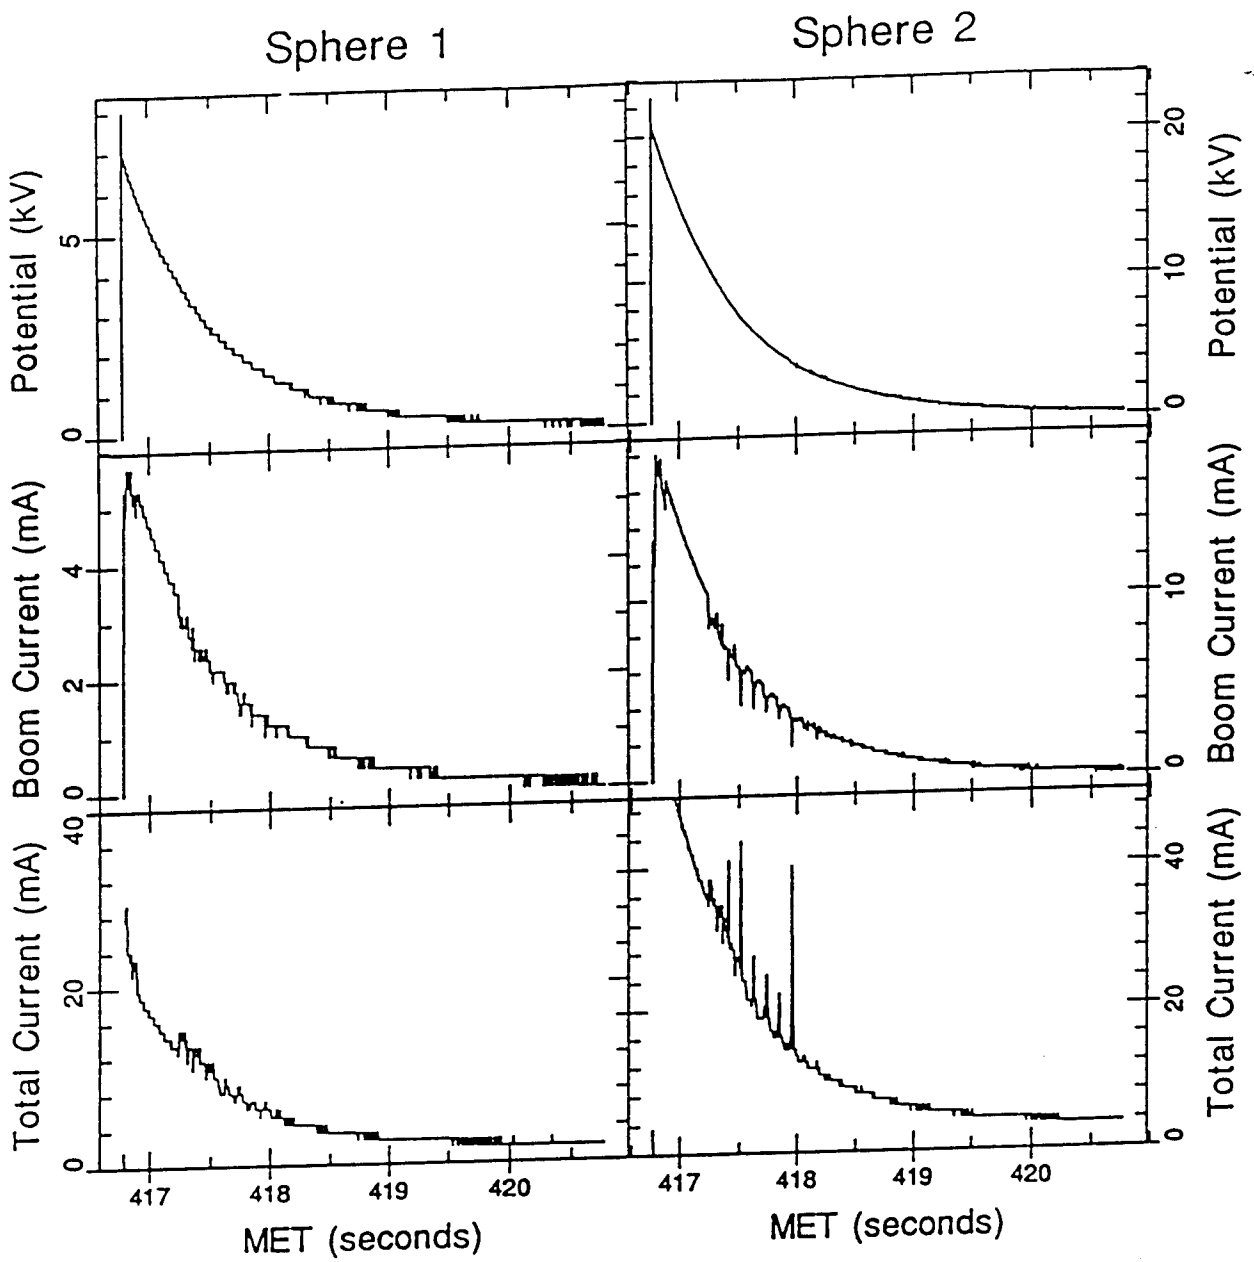 Sphere 1
Sphere 2
Potential (kV)
5
0
20
10
0
Potential (kV)
Boom Current (mA)
4
2
0
10
0
Boom Current (mA)
Total Current (mA)
40
20
0
40
20
0
Total Current (mA)
417 418 419 420
417 418 419 420
MET (seconds)
MET (seconds)